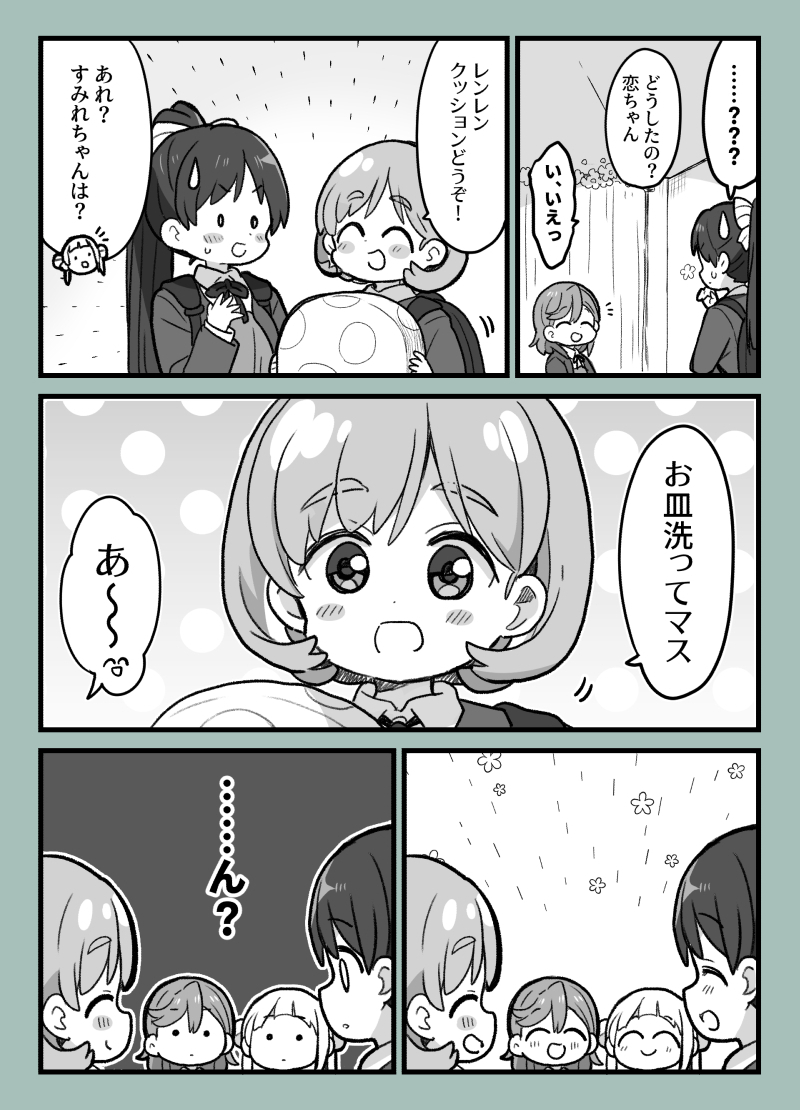 ……？？？
どうしたの？
恋ちゃん
い、いえっ
レンレン
クッションどうぞ！
あれ？
すみれちゃんは？
お皿洗ってマス
あ〜〜
……ん？